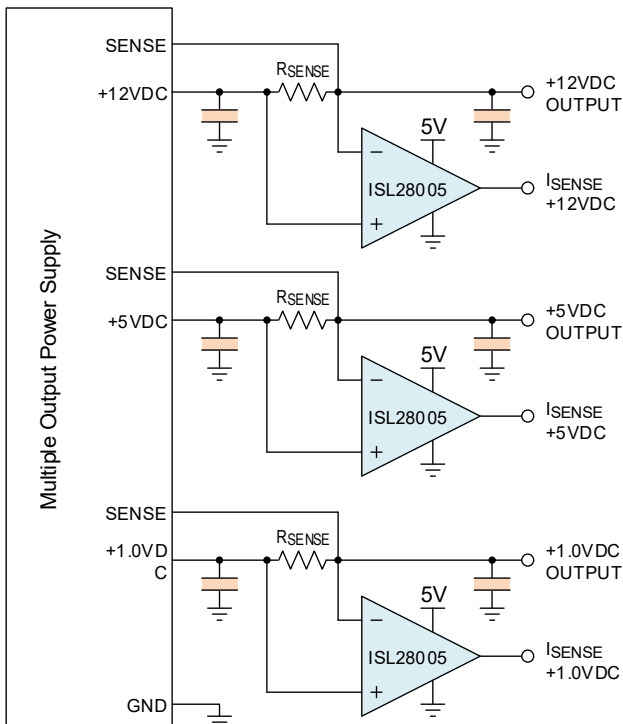 SENSE
RSENSE
+12VDC
+12VDC
OUTPUT
5V
−
ISL28005
+
ISENSE
+12VDC
SENSE
RSENSE
+5VDC
+5VDC
OUTPUT
5V
−
ISL28005
+
ISENSE
+5VDC
SENSE
RSENSE
+1.0VD
C
+1.0VDC
OUTPUT
5V
−
ISL28005
+
ISENSE
+1.0VDC
GND
Multiple Output Power Supply